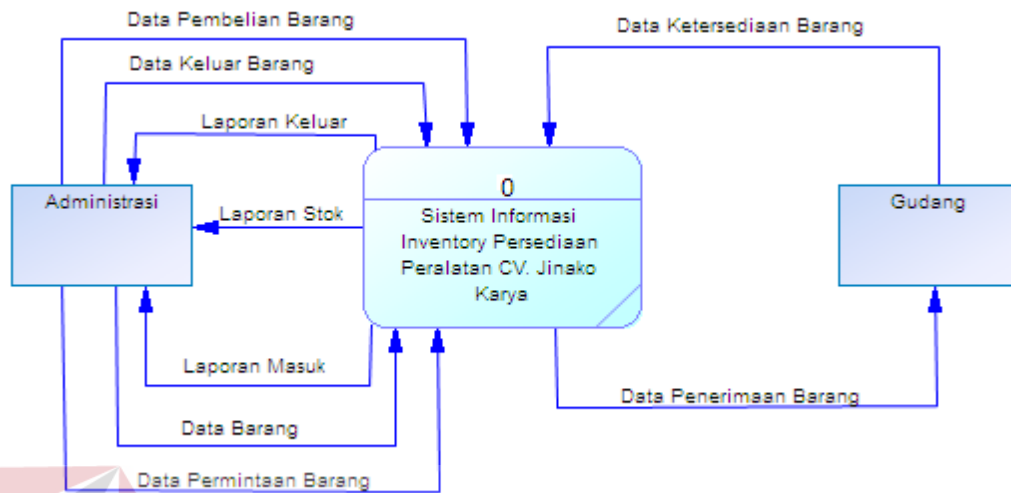 Data Pembelian Barang
Data Ketersediaan Barang
Data Keluar Barang
Laporan Keluar
Administrasi
0
Sistem Informasi
Inventory Persediaan
Peralatan CV. Jinako
Karya
Gudang
Laporan Stok
Laporan Masuk
Data Penerimaan Barang
Data Barang
Data Permintaan Barang